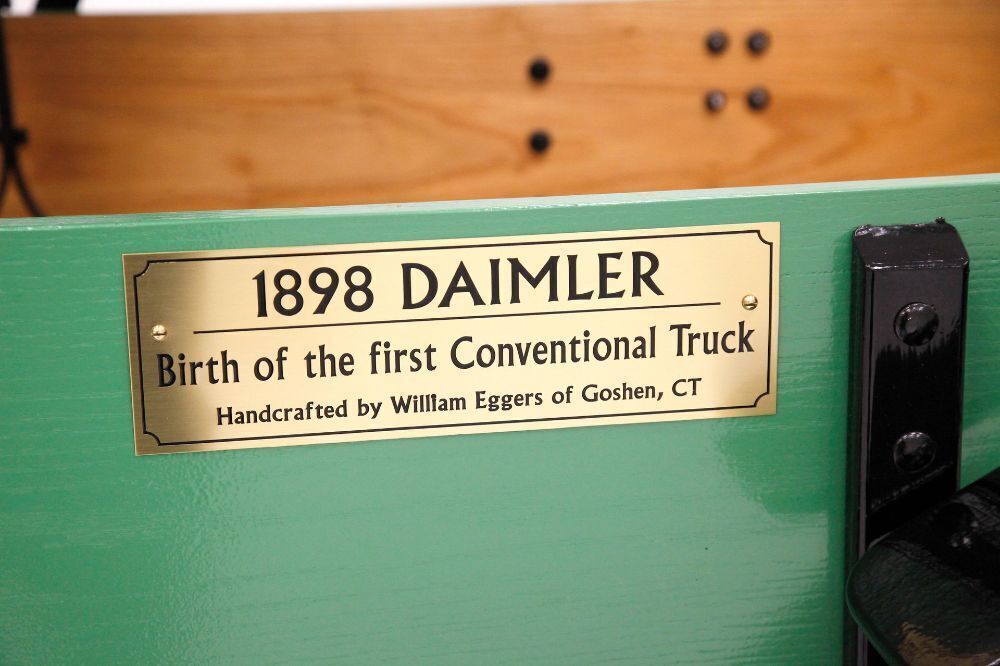 1898 DAIMLER
Birth of the first Conventional Truck
Handcrafted by William Eggers of Goshen, CT